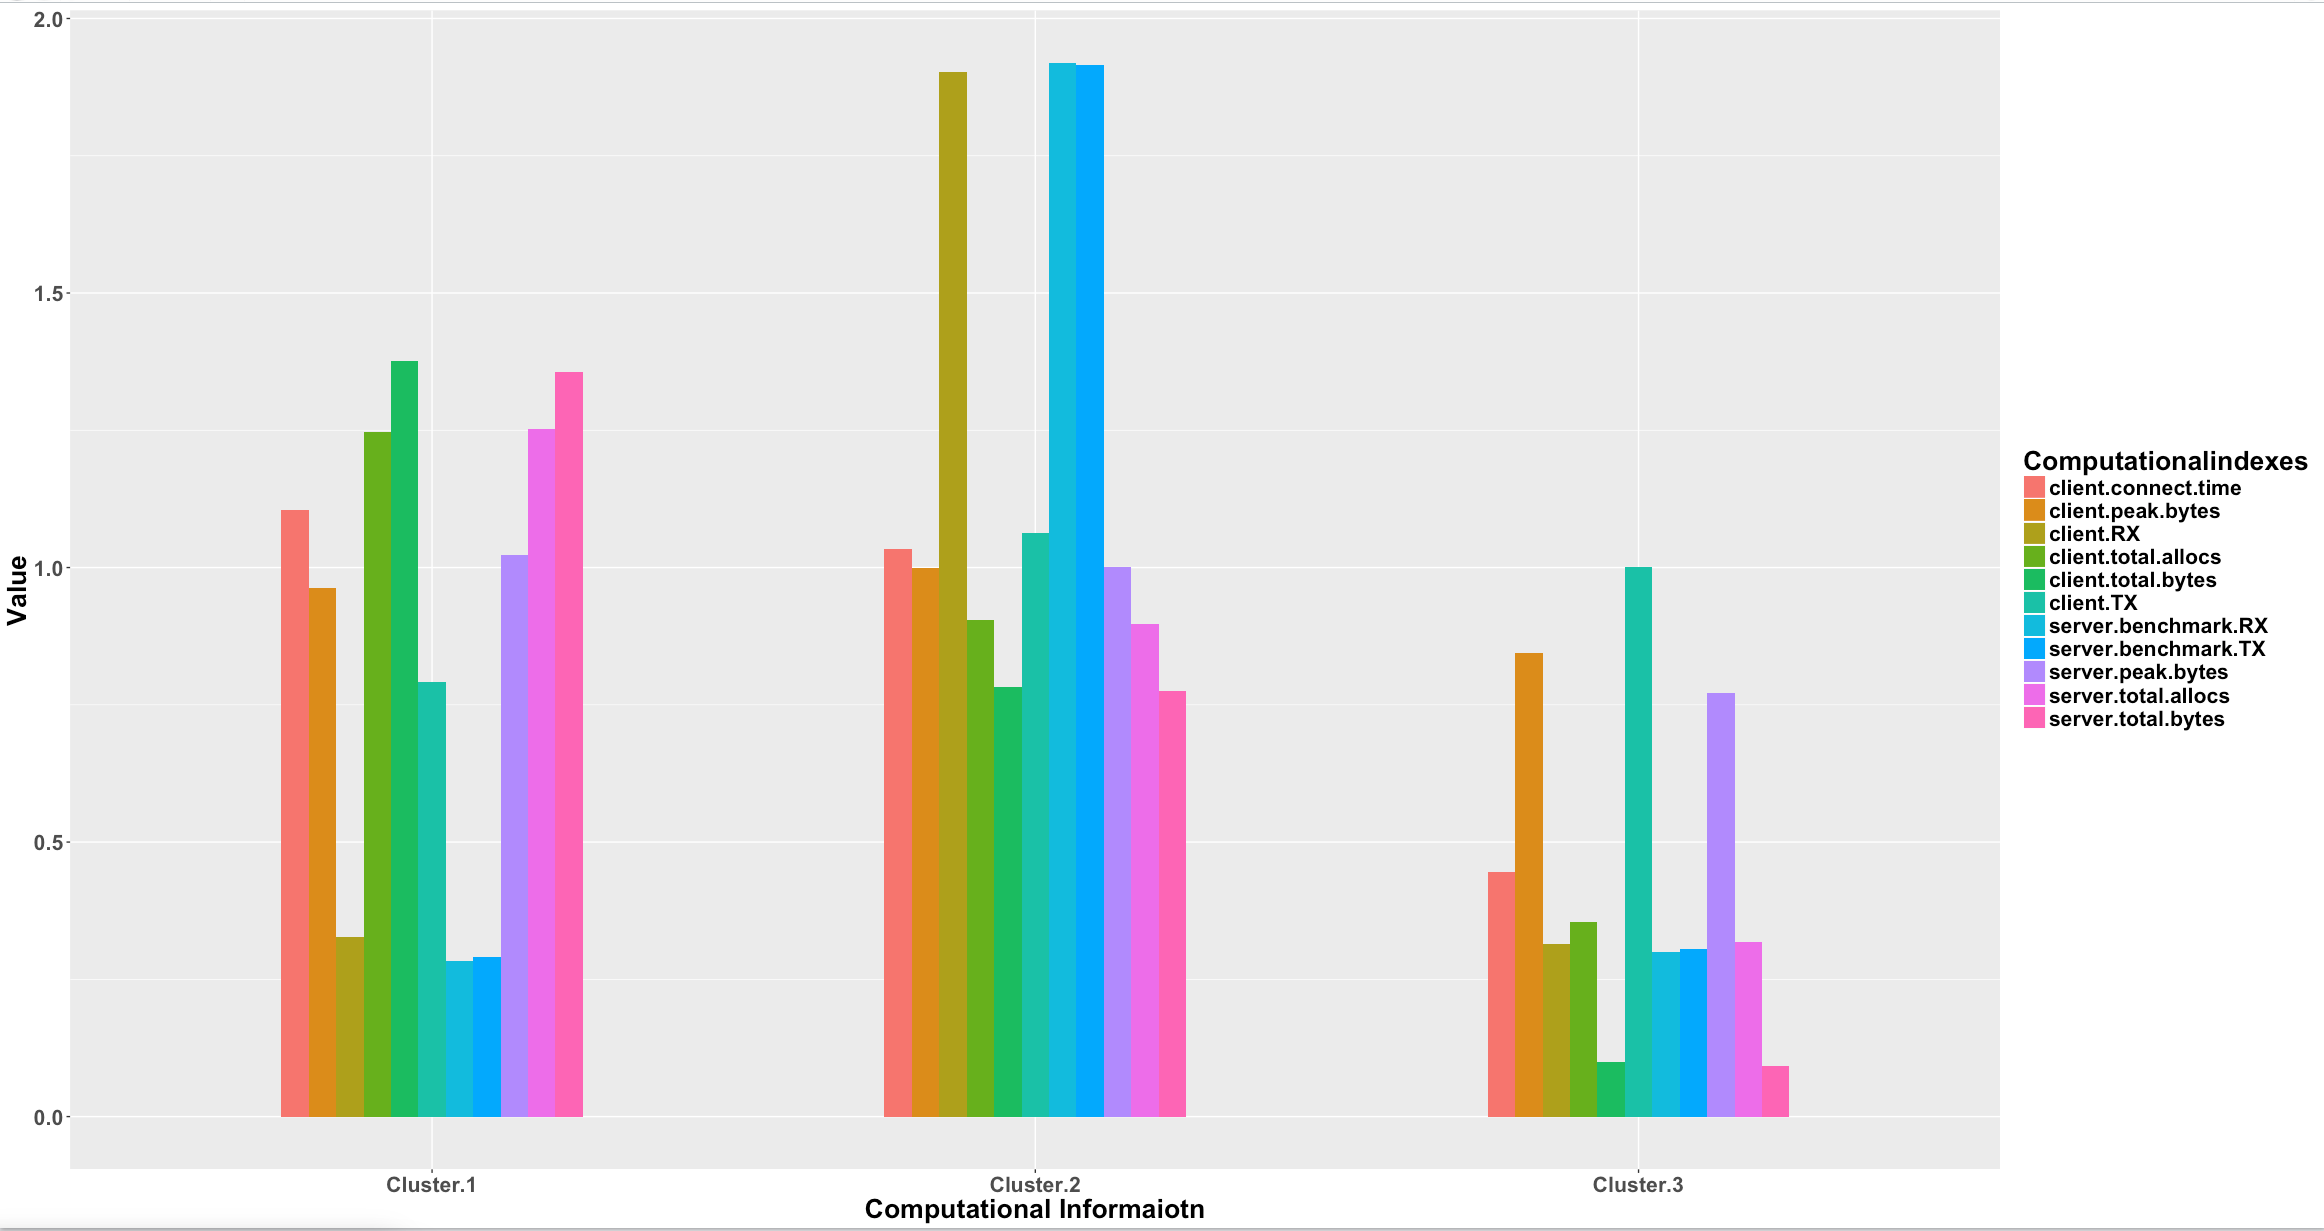 2.0
1.5
1.0
0.5
0.0
Value
Cluster.1
Cluster.2
Cluster.3
Computational Informaiotn
Computationalindexes
client.connect.time
client.peak.bytes
client.RX
client.total.allocs
client.total.bytes
client.TX
server.benchmark.RX
server.benchmark.TX
server.peak.bytes
server.total.allocs
server.total.bytes